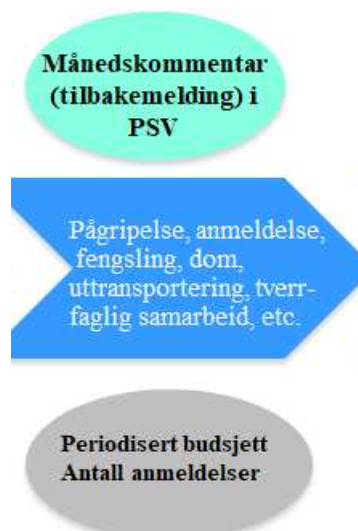 Månedskommentar
(tilbakemelding) i
PSV
Pågripelse, anmeldelse,
fengsling, dom,
uttransportering, tverr-
faglig samarbeid, etc.
Periodisert budsjett
Antall anmeldelser